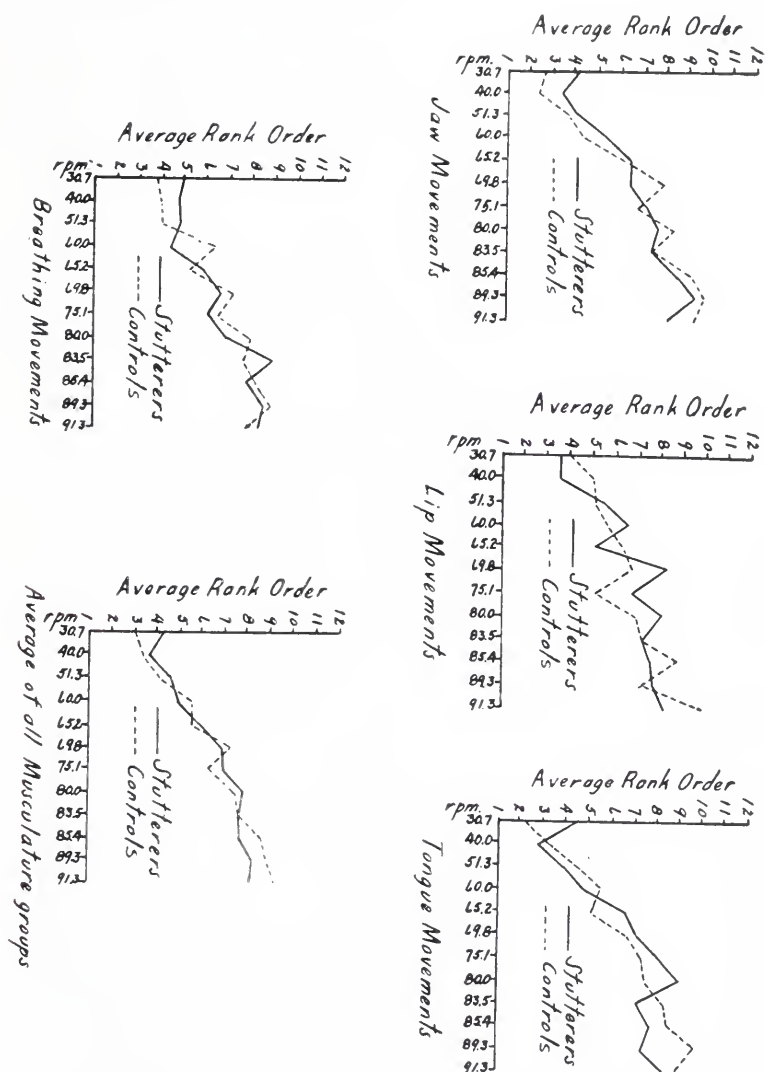 Average Rank Order
1 2 3 4 5 6 7 8 9 10 11 12
rpm.
30.7
40.0
51.3
60.0
65.2
69.8
75.1
80.0
83.5
85.4
89.3
91.3
Stutterers
Controls
Jaw Movements
Average Rank Order
1 2 3 4 5 6 7 8 9 10 11 12
rpm.
30.7
40.0
51.3
60.0
65.2
69.8
75.1
80.0
83.5
85.4
89.3
91.3
Stutterers
Controls
Lip Movements
Average Rank Order
1 2 3 4 5 6 7 8 9 10 11 12
rpm.
30.7
40.0
51.3
60.0
65.2
69.8
75.1
80.0
83.5
85.4
89.3
91.3
Stutterers
Controls
Tongue Movements
Average Rank Order
1 2 3 4 5 6 7 8 9 10 11 12
rpm.
30.7
40.0
51.3
60.0
65.2
69.8
75.1
80.0
83.5
85.4
89.3
91.3
Stutterers
Controls
Breathing Movements
Average Rank Order
1 2 3 4 5 6 7 8 9 10 11 12
rpm.
30.7
40.0
51.3
60.0
65.2
69.8
75.1
80.0
83.5
85.4
89.3
91.3
Stutterers
Controls
Average of all Musculature groups